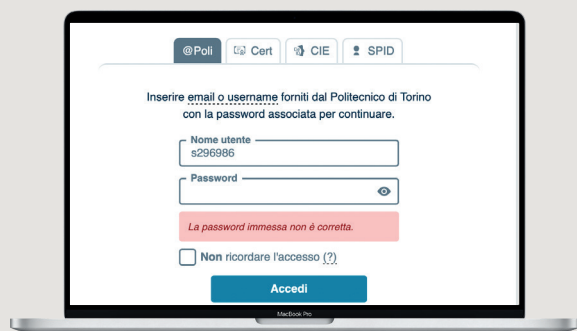 @Poli Cert CIE SPID
Inserire email o username forniti dal Politecnico di Torino
con la password associata per continuare.
Nome utente
s296986
Password
La password immessa non è corretta.
Non ricordare l'accesso (?)
Accedi
MacBook Pro